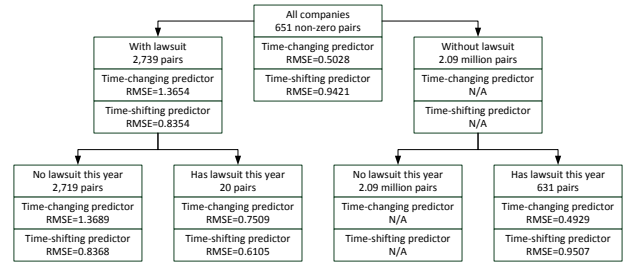 All companies
651 non-zero pairs
Time-changing predictor
RMSE=0.5028
Time-shifting predictor
RMSE=0.9421
With lawsuit
2,739 pairs
Time-changing predictor
RMSE=1.3654
Time-shifting predictor
RMSE=0.8354
Without lawsuit
2.09 million pairs
Time-changing predictor
N/A
Time-shifting predictor
N/A
No lawsuit this year
2,719 pairs
Time-changing predictor
RMSE=1.3689
Time-shifting predictor
RMSE=0.8368
Has lawsuit this year
20 pairs
Time-changing predictor
RMSE=0.7509
Time-shifting predictor
RMSE=0.6105
No lawsuit this year
2.09 million pairs
Time-changing predictor
N/A
Time-shifting predictor
N/A
Has lawsuit this year
631 pairs
Time-changing predictor
RMSE=0.4929
Time-shifting predictor
RMSE=0.9507